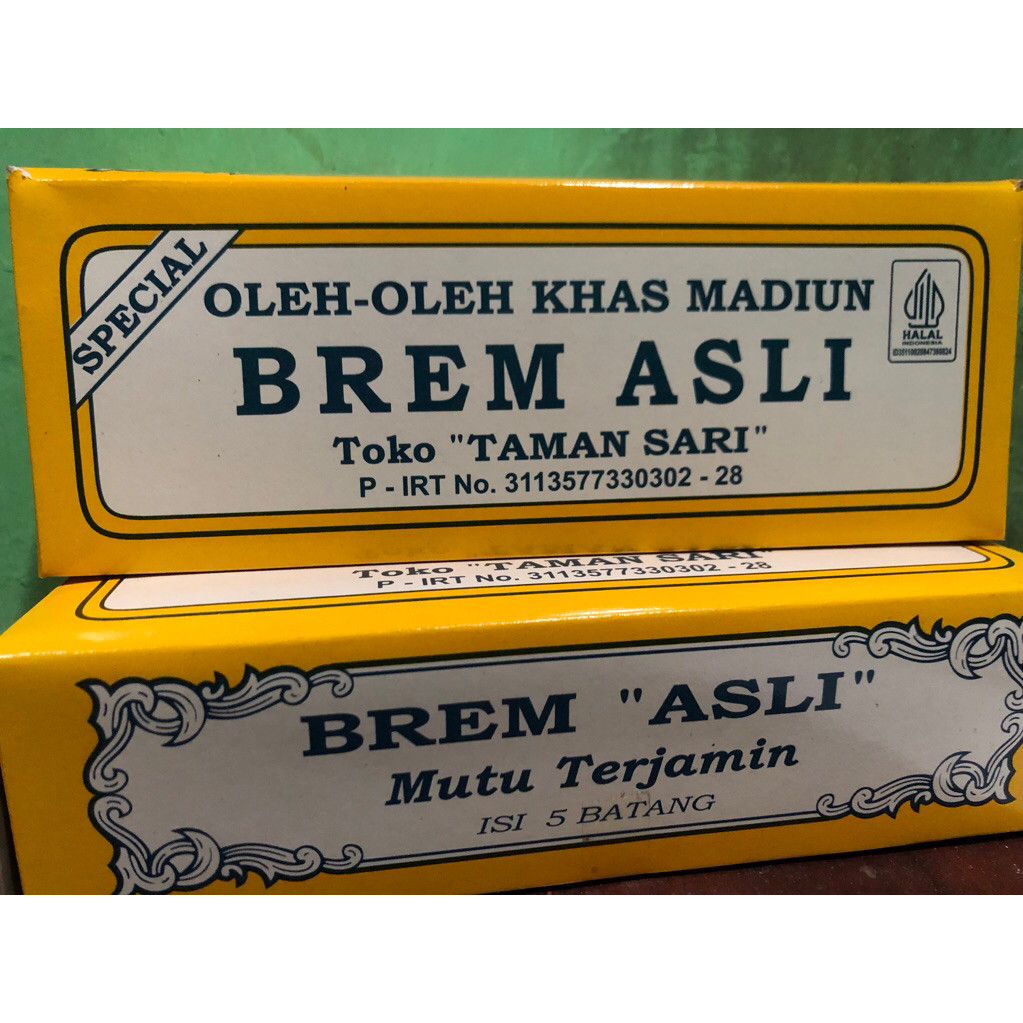 SPECIAL
OLEH-OLEH KHAS MADIUN
BREM ASLI
Toko "TAMAN SARI"
P - IRT No. 3113577330302 - 28
HALAL
INDONESIA
Toko "TAMAN SARI"
P - IRT No. 3113577330302 - 28
BREM "ASLI"
Mutu Terjamin
ISI 5 BATANG